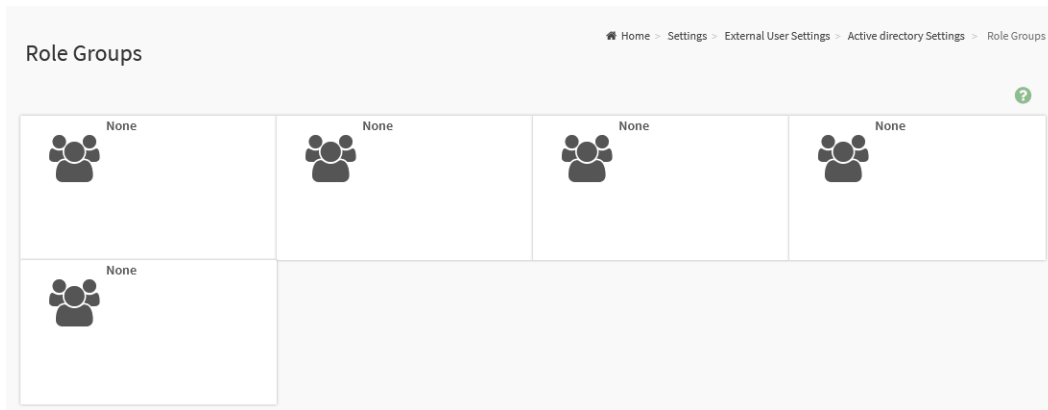 Home > Settings > External User Settings > Active directory Settings > Role Groups
Role Groups
?
None None None None
None